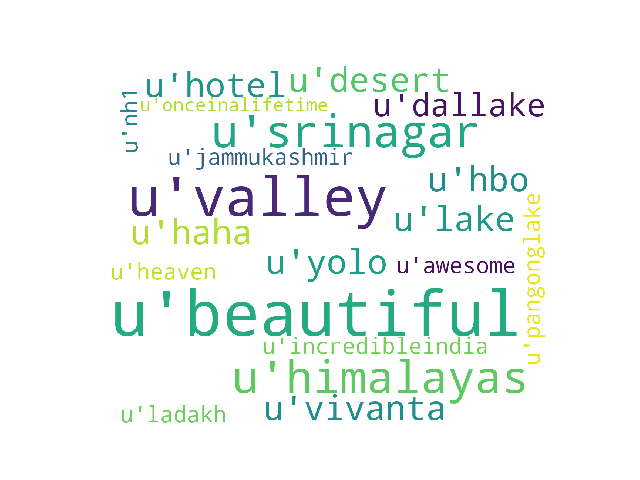 u'hotel
u'desert
u'nh1
u'onceinalifetime
u'dallake
u'srinagar
u'jammukashmir
u'hbo
u'valley
u'lake
u'haha
u'pangonglake
u'heaven
u'yolo
u'awesome
u'beautiful
u'incredibleindia
u'himalayas
u'ladakh
u'vivanta